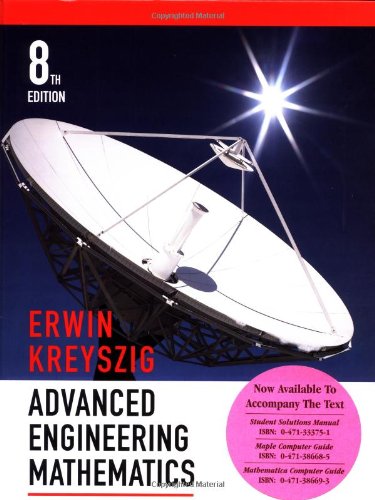 8TH
EDITION
ERWIN
KREYSZIG
ADVANCED
ENGINEERING
MATHEMATICS
Now Available To
Accompany The Text
Student Solutions Manual
ISBN: 0-471-33375-1
Maple Computer Guide
ISBN: 0-471-38668-5
Mathematica Computer Guide
ISBN: 0-471-38669-3
Copyrighted Material
Copyrighted Material